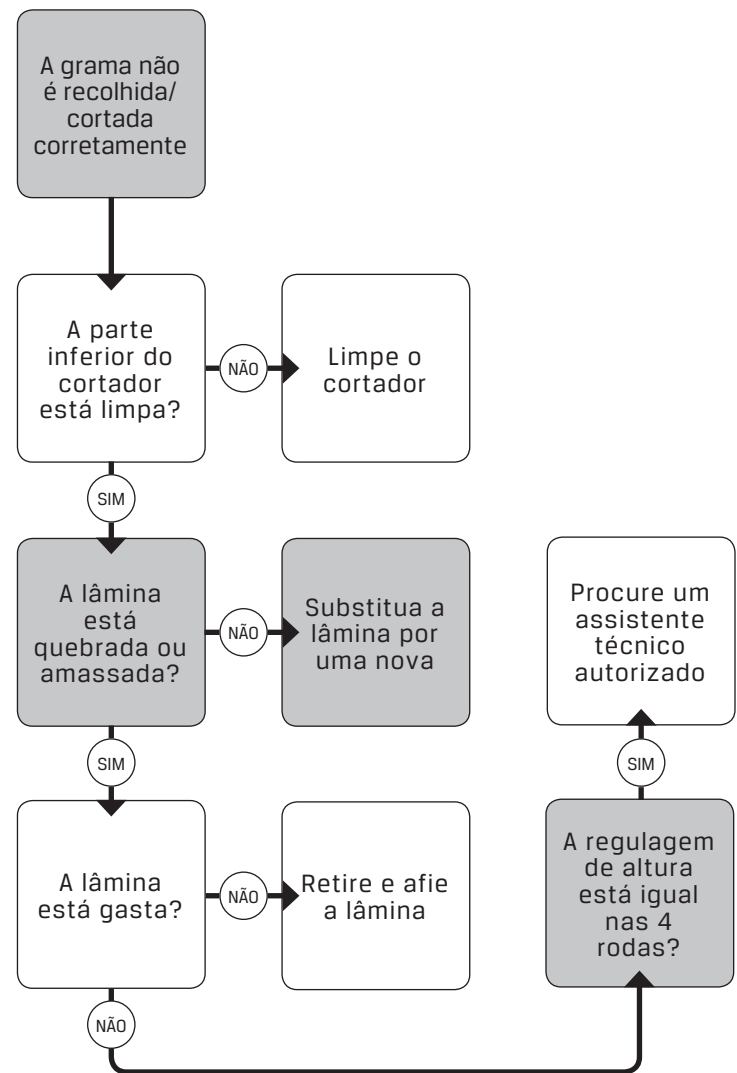 A grama não
é recolhida/
cortada
corretamente
A parte
inferior do
cortador
está limpa?
NÃO
Limpe o
cortador
SIM
A lâmina
está
quebrada ou
amassada?
NÃO
Substitua a
lâmina por
uma nova
SIM
A lâmina
está gasta?
NÃO
Retire e afie
a lâmina
NÃO
A regulagem
de altura
está igual
nas 4
rodas?
SIM
Procure um
assistente
técnico
autorizado